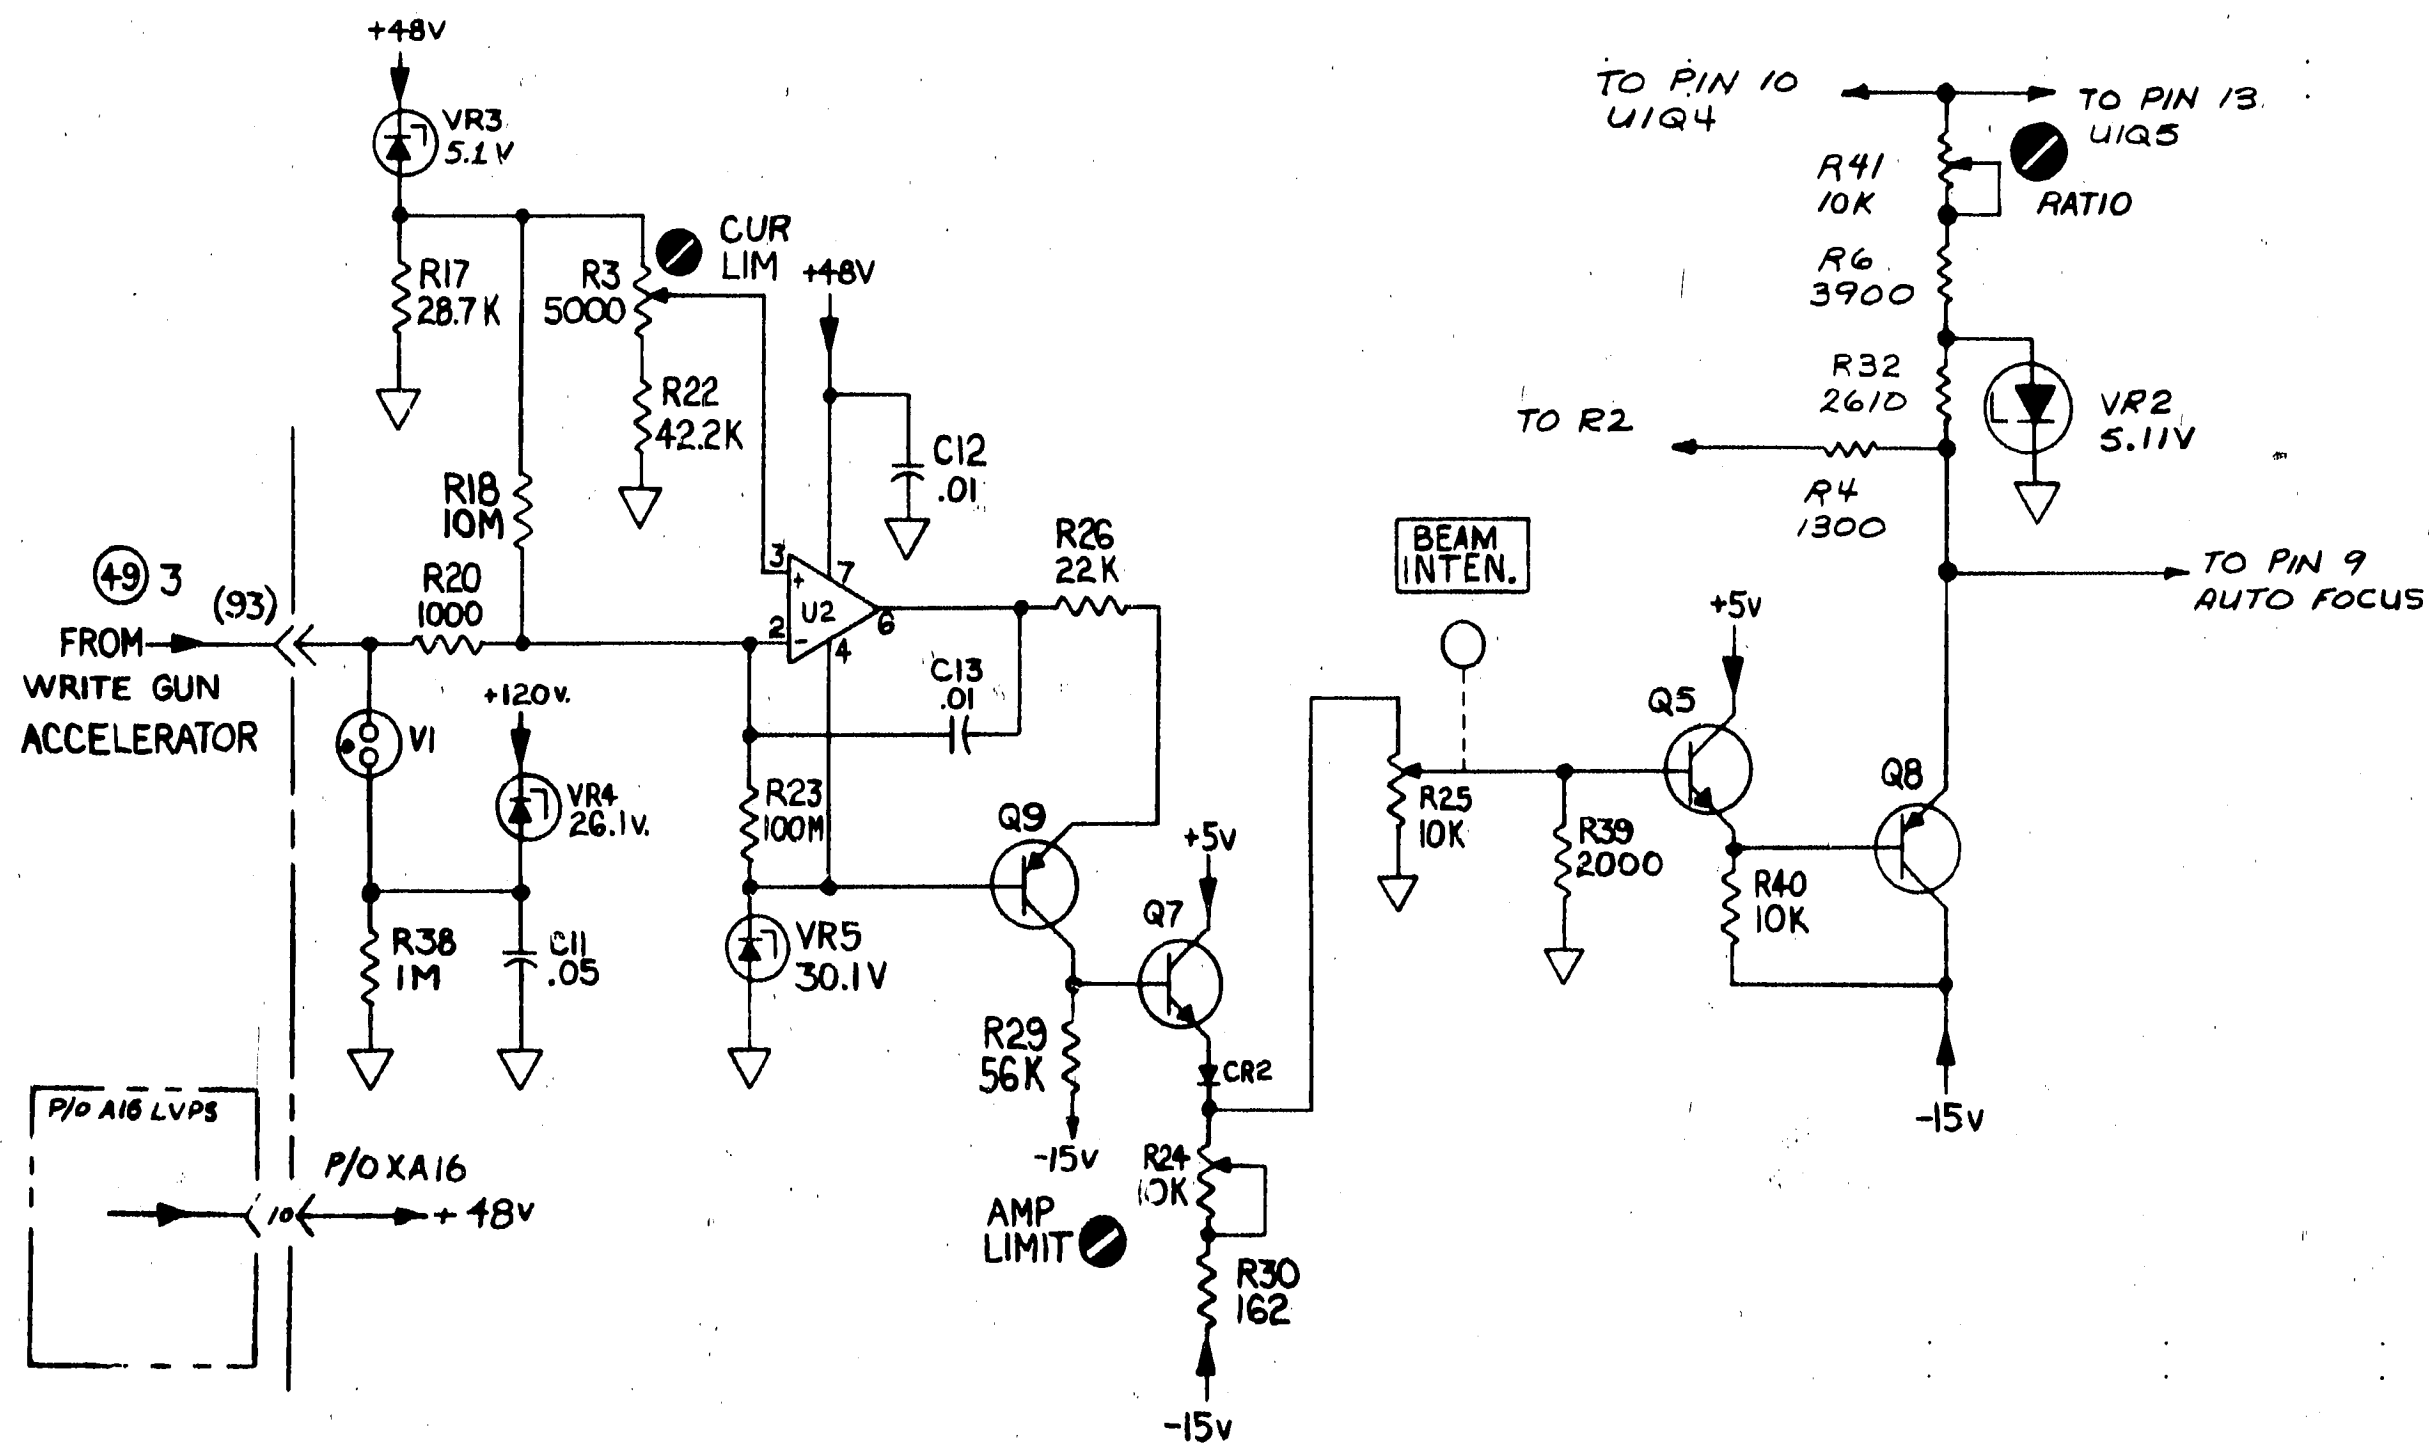 +48V
VR3
5.1V
R17
28.7K
R3
5000
CUR
LIM
+48V
R22
42.2K
C12
.01
R18
10M
49 3
(93)
FROM
WRITE GUN
ACCELERATOR
R20
1000
3
+
7
U2
6
2
-
4
R26
22K
C13
.01
+120V.
V1
VR4
26.1V.
R23
100M
Q9
+5V
Q7
R38
1M
C11
.05
VR5
30.1V
R29
56K
-15V
CR2
R24
10K
AMP
LIMIT
R30
162
-15V
P/O A16 LVPS
P/O XA16
10
+48V
BEAM
INTEN.
R25
10K
R39
2000
+5V
Q5
Q8
R40
10K
-15V
TO PIN 10
U1Q4
TO PIN 13
U1Q5
R41
10K
RATIO
R6
3900
R32
2610
VR2
5.11V
TO R2
R4
1300
TO PIN 9
AUTO FOCUS